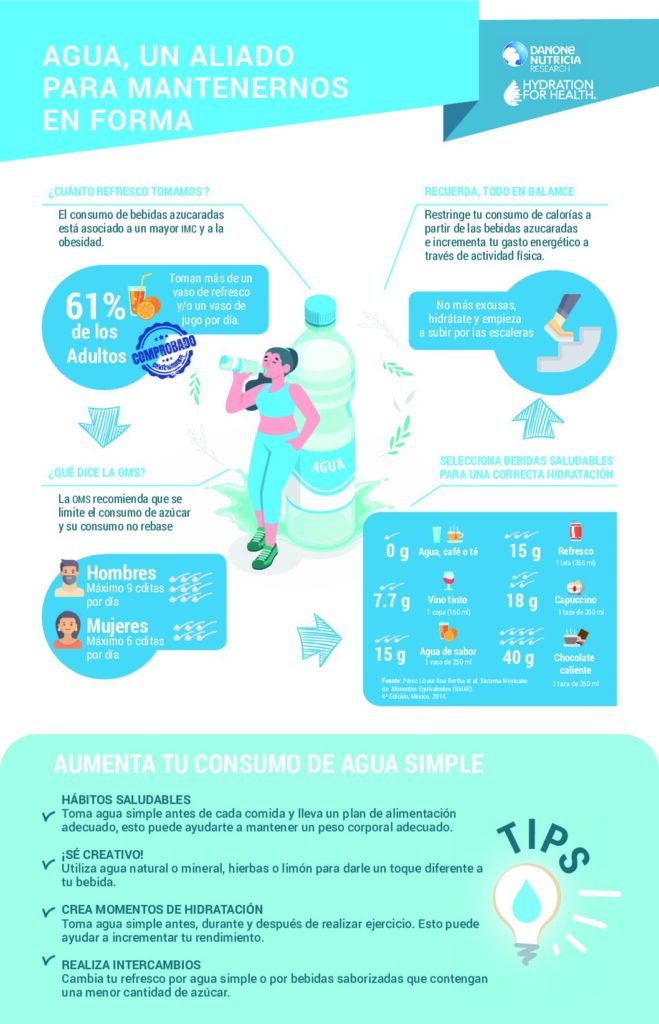 AGUA, UN ALIADO
PARA MANTENERNOS
EN FORMA
DANONE
NUTRICIA
RESEARCH
HYDRATION
FOR HEALTH
¿CUÁNTO REFRESCO TOMAMOS ?
El consumo de bebidas azucaradas
está asociado a un mayor IMC y a la
obesidad.
61%
de los
Adultos
Toman más de un
vaso de refresco
y/o un vaso de
jugo por día.
COMPROBADO
RECUERDA, TODO EN BALANCE
Restringe tu consumo de calorías a
partir de las bebidas azucaradas
e incrementa tu gasto energético a
través de actividad física.
No más excusas,
hidrátate y empieza
a subir por las escaleras
AGUA
¿QUÉ DICE LA OMS?
La OMS recomienda que se
limite el consumo de azúcar
y su consumo no rebase
Hombres
Máximo 9 cditas
por día
Mujeres
Máximo 6 cditas
por día
SELECCIONA BEBIDAS SALUDABLES
PARA UNA CORRECTA HIDRATACIÓN
0 g Agua, café o té
15 g Refresco
1 lata (355 ml)
7.7 g Vino tinto
1 copa (150 ml)
18 g Capuccino
1 taza de 350 ml
15 g Agua de sabor
1 vaso de 250 ml
40 g Chocolate
caliente
1 taza de 350 ml
Fuente: Pérez Lizaur Ana Bertha et al. Sistema Mexicano
de Alimentos Equivalentes (SMAE).
4ª Edición, México, 2014.
AUMENTA TU CONSUMO DE AGUA SIMPLE
HÁBITOS SALUDABLES
Toma agua simple antes de cada comida y lleva un plan de alimentación
adecuado, esto puede ayudarte a mantener un peso corporal adecuado.
¡SÉ CREATIVO!
Utiliza agua natural o mineral, hierbas o limón para darle un toque diferente a
tu bebida.
CREA MOMENTOS DE HIDRATACIÓN
Toma agua simple antes, durante y después de realizar ejercicio. Esto puede
ayudar a incrementar tu rendimiento.
REALIZA INTERCAMBIOS
Cambia tu refresco por agua simple o por bebidas saborizadas que contengan
una menor cantidad de azúcar.
TIPS